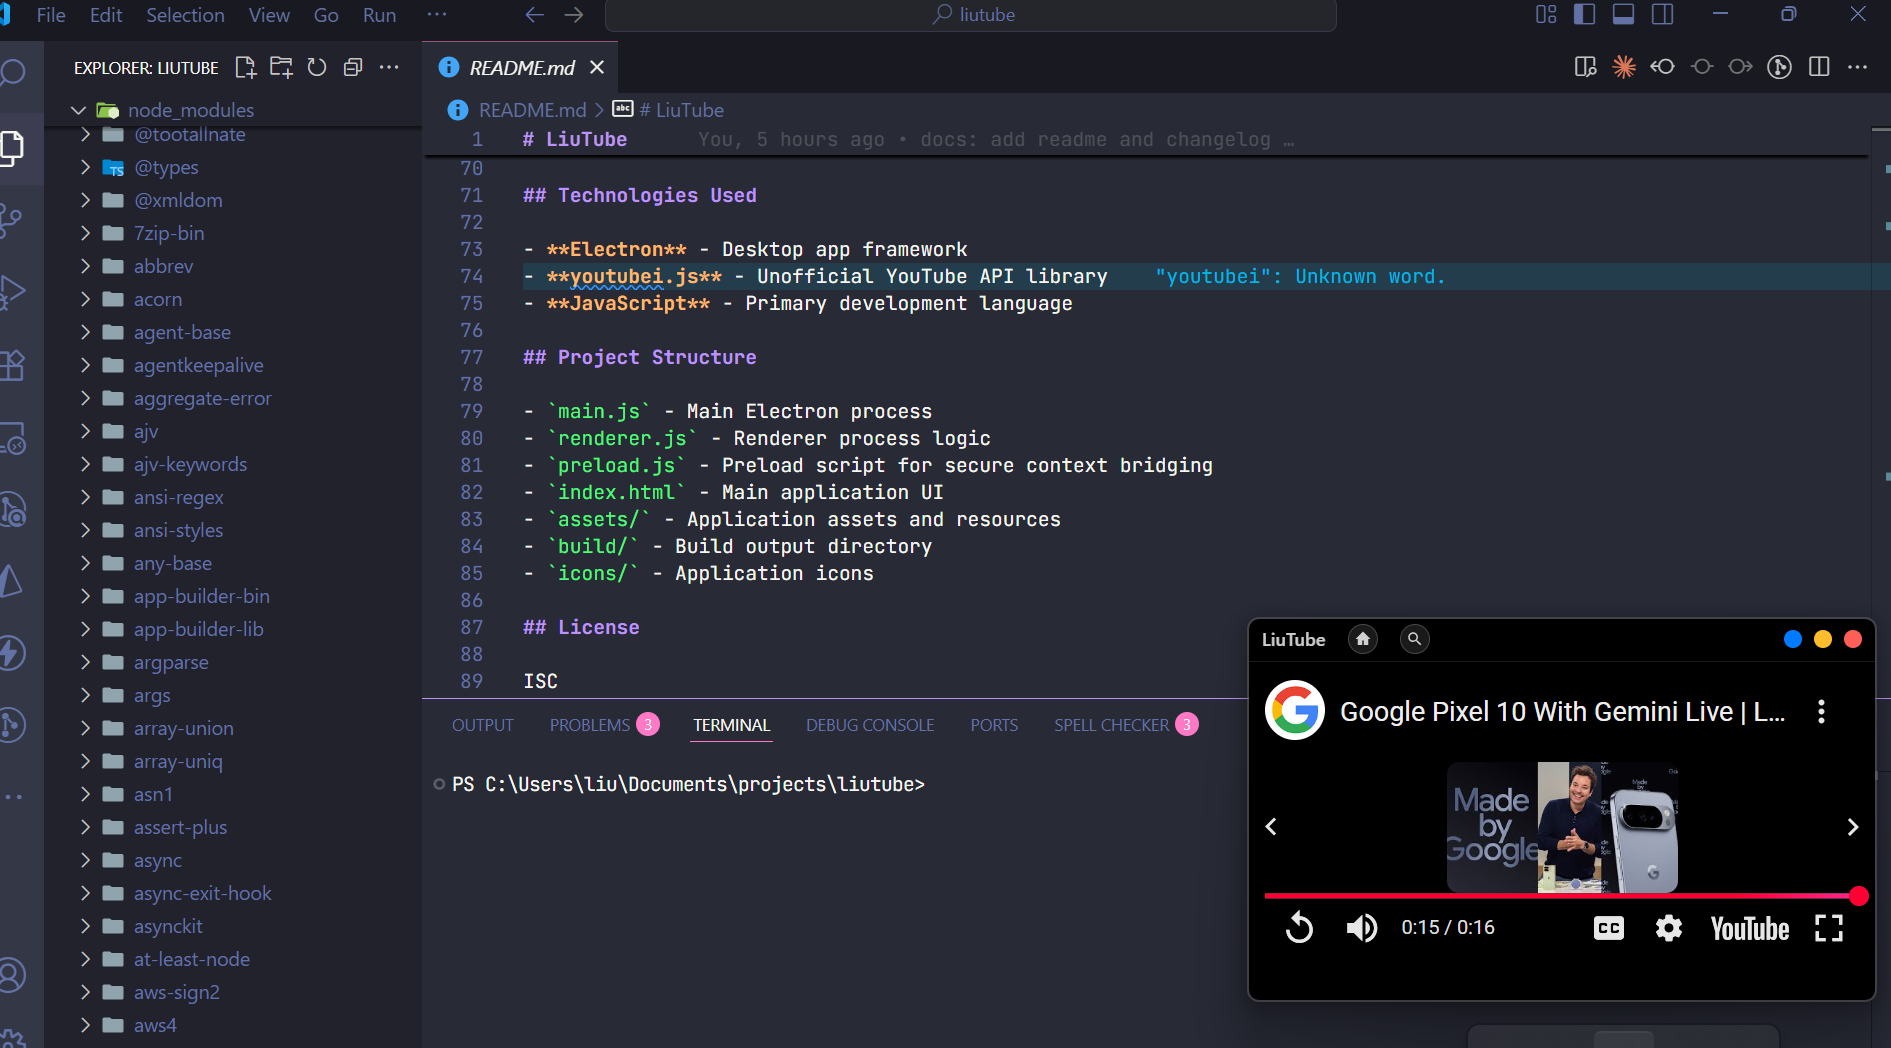 File Edit Selection View Go Run ···
liutube
EXPLORER: LIUTUBE
node_modules
@tootallnate
TS @types
@xmldom
7zip-bin
abbrev
acorn
agent-base
agentkeepalive
aggregate-error
ajv
ajv-keywords
ansi-regex
ansi-styles
any-base
app-builder-bin
app-builder-lib
argparse
args
array-union
array-uniq
asn1
assert-plus
async
async-exit-hook
asynckit
at-least-node
aws-sign2
aws4
README.md
README.md > abc # LiuTube
1 # LiuTube You, 5 hours ago • docs: add readme and changelog …
70
71 ## Technologies Used
72
73 - **Electron** - Desktop app framework
74 - **youtubei.js** - Unofficial YouTube API library "youtubei": Unknown word.
75 - **JavaScript** - Primary development language
76
77 ## Project Structure
78
79 - `main.js` - Main Electron process
80 - `renderer.js` - Renderer process logic
81 - `preload.js` - Preload script for secure context bridging
82 - `index.html` - Main application UI
83 - `assets/` - Application assets and resources
84 - `build/` - Build output directory
85 - `icons/` - Application icons
86
87 ## License
88
89 ISC
OUTPUT PROBLEMS 3 TERMINAL DEBUG CONSOLE PORTS SPELL CHECKER 3
PS C:\Users\liu\Documents\projects\liutube>
LiuTube
Google Pixel 10 With Gemini Live | L...
Made
by
Google
0:15 / 0:16
CC
YouTube